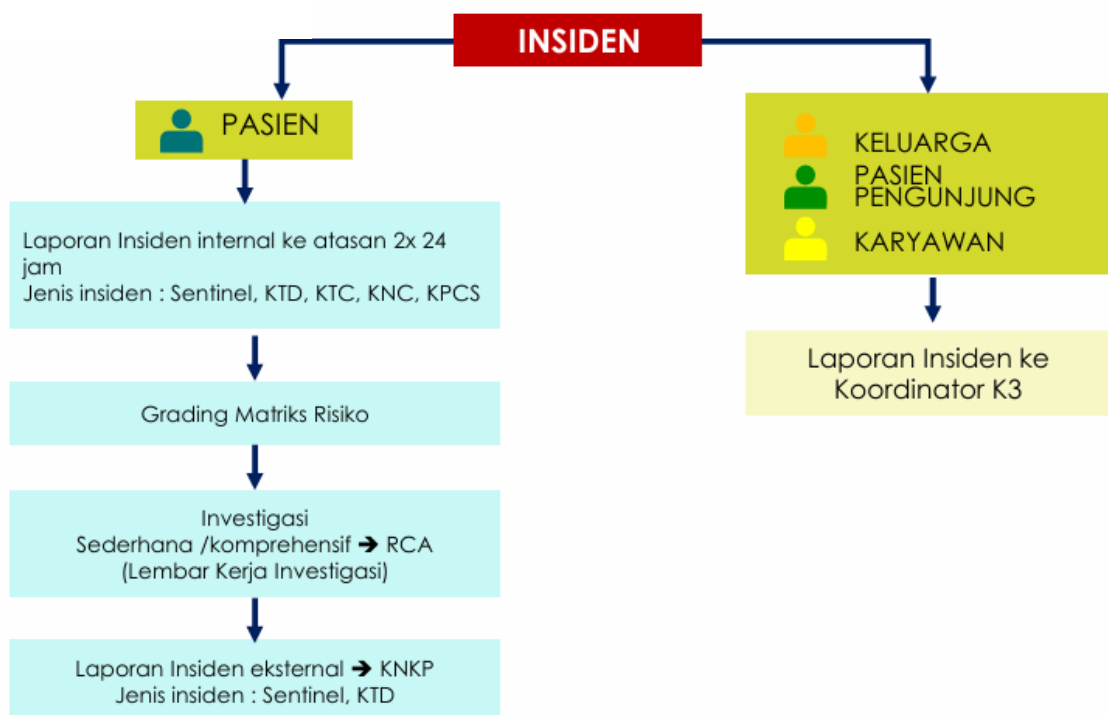 INSIDEN
PASIEN
Laporan Insiden internal ke atasan 2x 24
jam
Jenis insiden : Sentinel, KTD, KTC, KNC, KPCS
Grading Matriks Risiko
Investigasi
Sederhana /komprehensif ➔ RCA
(Lembar Kerja Investigasi)
Laporan Insiden eksternal ➔ KNKP
Jenis insiden : Sentinel, KTD
KELUARGA
PASIEN
PENGUNJUNG
KARYAWAN
Laporan Insiden ke
Koordinator K3